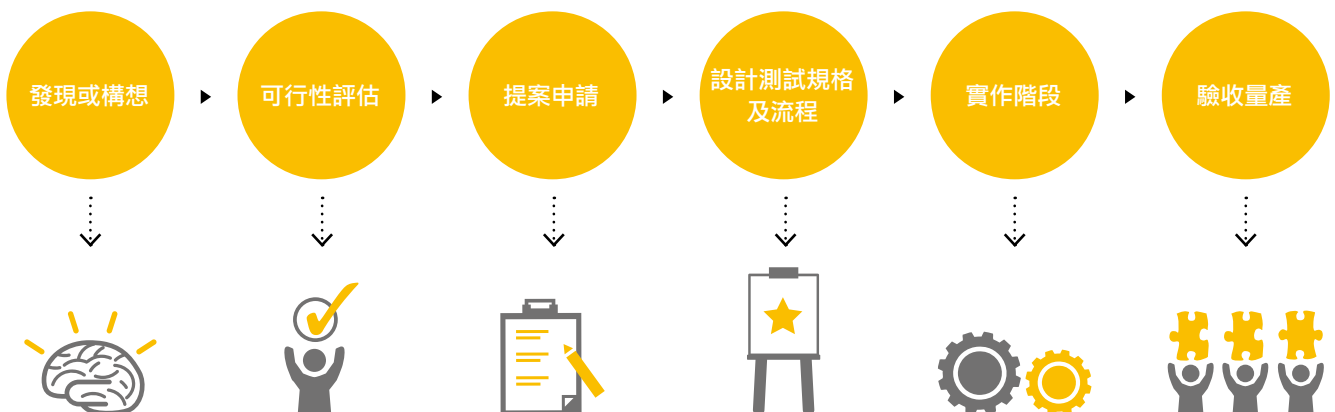 發現或構想
可行性評估
提案申請
設計測試規格
及流程
實作階段
驗收量產